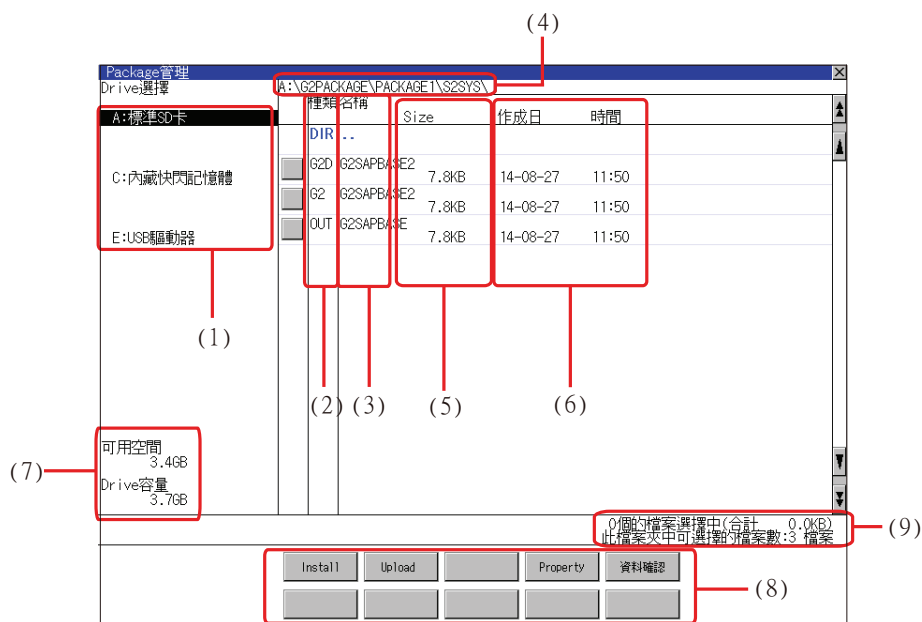 (4)
Package管理
Drive選擇
A:\G2PACKAGE\PACKAGE1\S2SYS\
種類 名稱 Size 作成日 時間
A:標準SD卡
DIR ..
C:內藏快閃記憶體
G2D G2SAPBASE2 7.8KB 14-08-27 11:50
G2 G2SAPBASE2 7.8KB 14-08-27 11:50
OUT G2SAPBASE 7.8KB 14-08-27 11:50
E:USB驅動器
(1)
(2) (3) (5) (6)
(7)
可用空間
3.4GB
Drive容量
3.7GB
0個的檔案選擇中(合計 0.0KB)
此檔案夾中可選擇的檔案數:3 檔案
(9)
Install Upload Property 資料確認
(8)